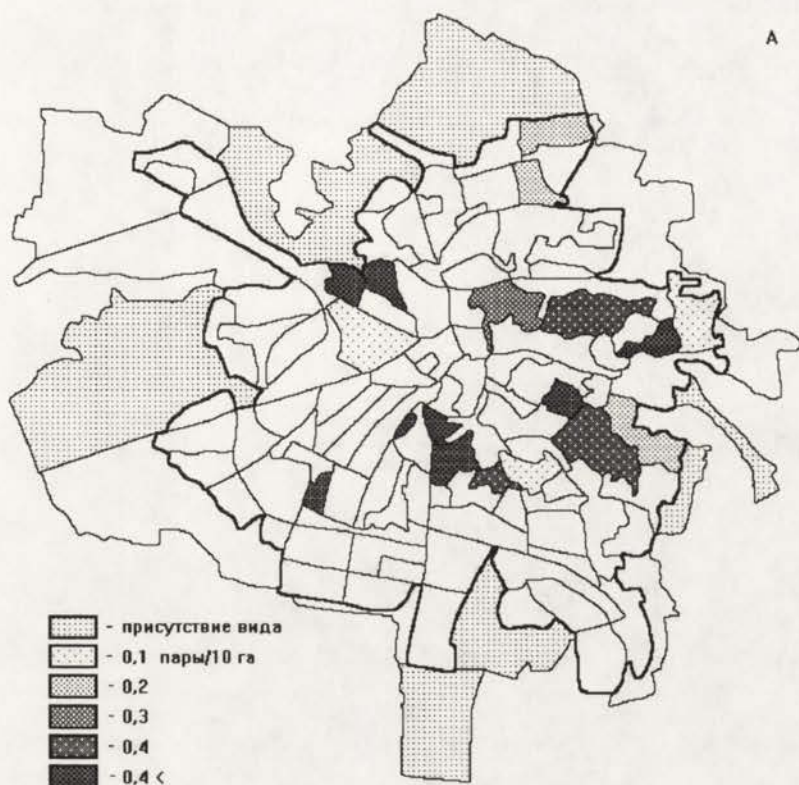 А
- присутствие вида
- 0,1 пары/10 га
- 0,2
- 0,3
- 0,4
- 0,4 <